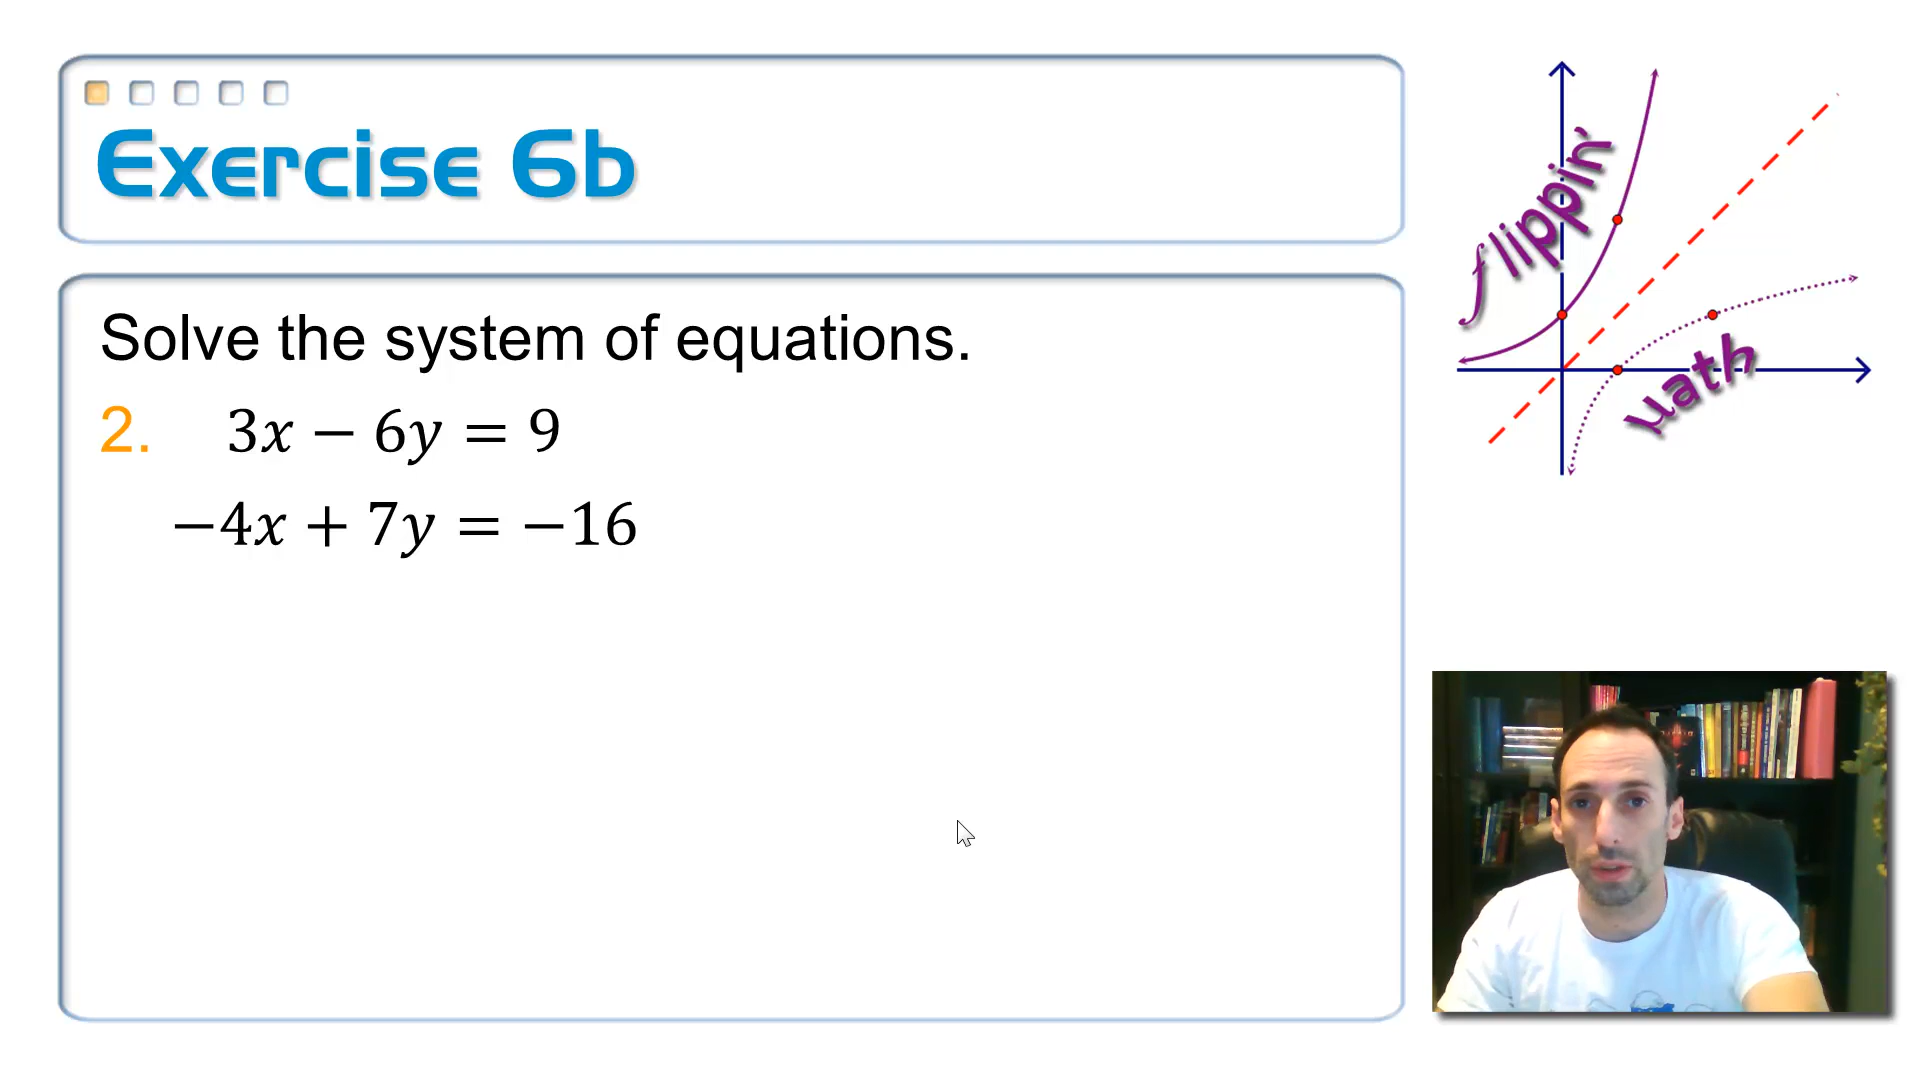 Exercise 6b
Solve the system of equations.
2. 3x − 6y = 9
−4x + 7y = −16
flippin'
math